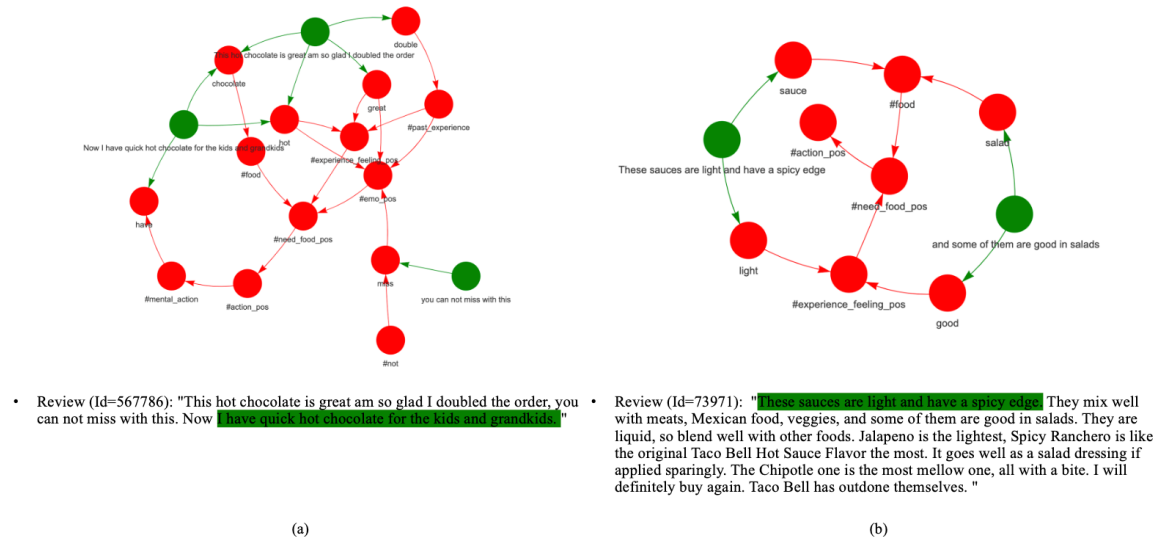 double
This hot chocolate is great am so glad I doubled the order
chocolate
great
#past_experience
hot
Now I have quick hot chocolate for the kids and grandkids
#experience_feeling_pos
#food
#emo_pos
have
#need_food_pos
miss
#mental_action
#action_pos
you can not miss with this
#not
sauce
#food
salad
#action_pos
These sauces are light and have a spicy edge
#need_food_pos
and some of them are good in salads
light
#experience_feeling_pos
good
• Review (Id=567786): "This hot chocolate is great am so glad I doubled the order, you
can not miss with this. Now I have quick hot chocolate for the kids and grandkids. "
(a)
• Review (Id=73971): "These sauces are light and have a spicy edge. They mix well
with meats, Mexican food, veggies, and some of them are good in salads. They are
liquid, so blend well with other foods. Jalapeno is the lightest, Spicy Ranchero is like
the original Taco Bell Hot Sauce Flavor the most. It goes well as a salad dressing if
applied sparingly. The Chipotle one is the most mellow one, all with a bite. I will
definitely buy again. Taco Bell has outdone themselves. "
(b)